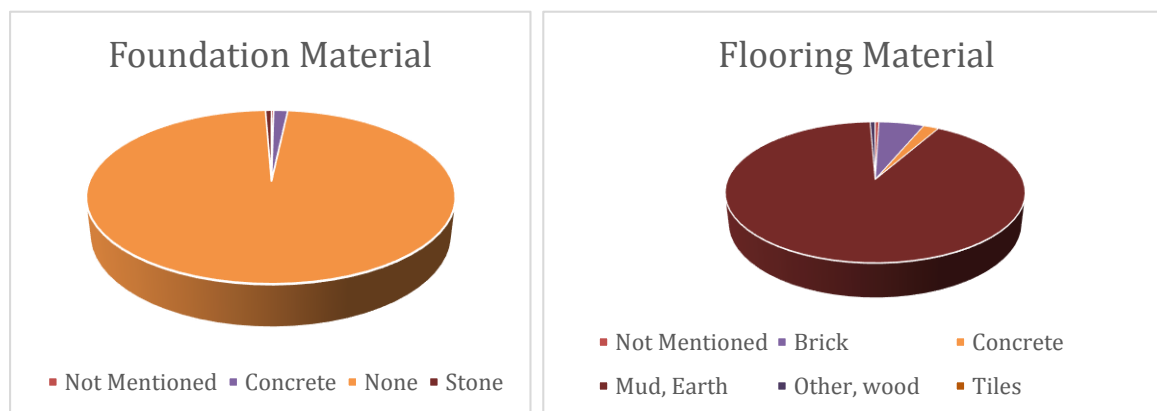 Foundation Material
Not Mentioned Concrete None Stone
Flooring Material
Not Mentioned Brick Concrete
Mud, Earth Other, wood Tiles